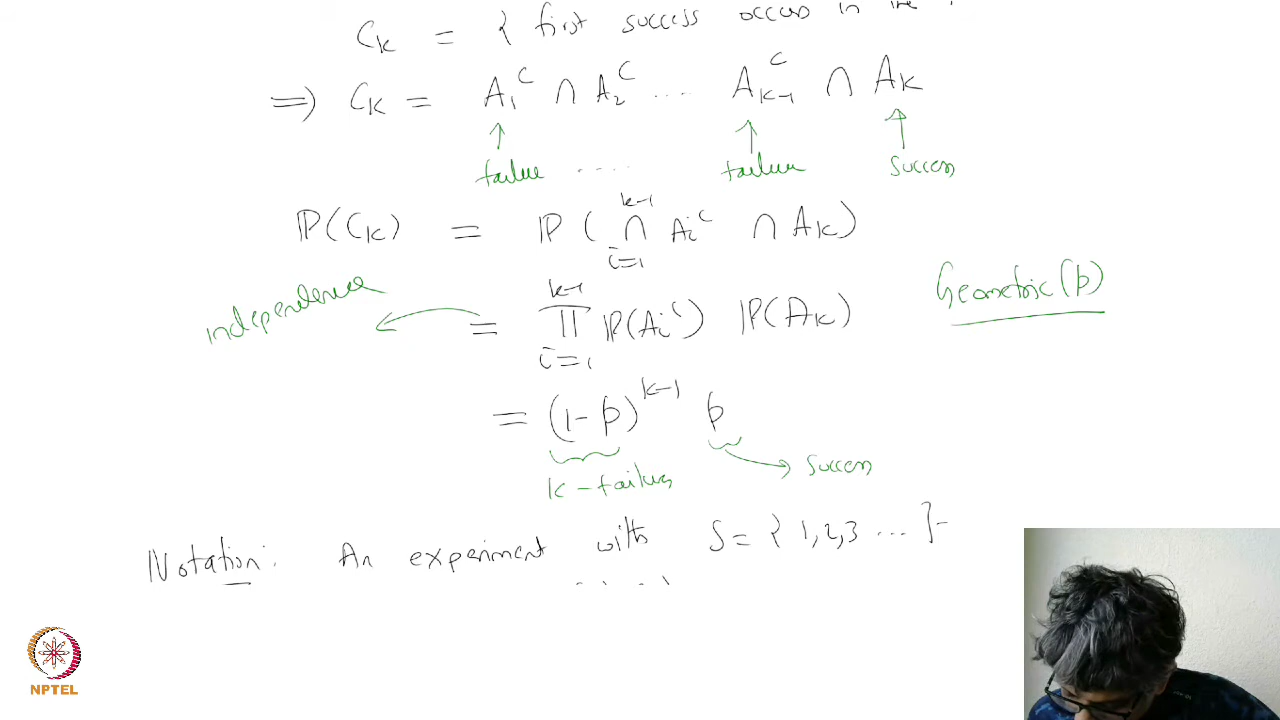 C_K = { first success occurs in the
⟹ C_K = A_1^C ∩ A_2^C .... A_{K-1}^C ∩ A_K
failure ..... failure success
ℙ(C_K) = ℙ ( ∩_{i=1}^{k-1} A_i^C ∩ A_K)
independence Geometric(p)
= ∏_{i=1}^{k-1} ℙ(A_i^C) ℙ(A_K)
= (1-p)^{k-1} p
k-failures success
Notation: An experiment with S = { 1,2,3 ... }
NPTEL